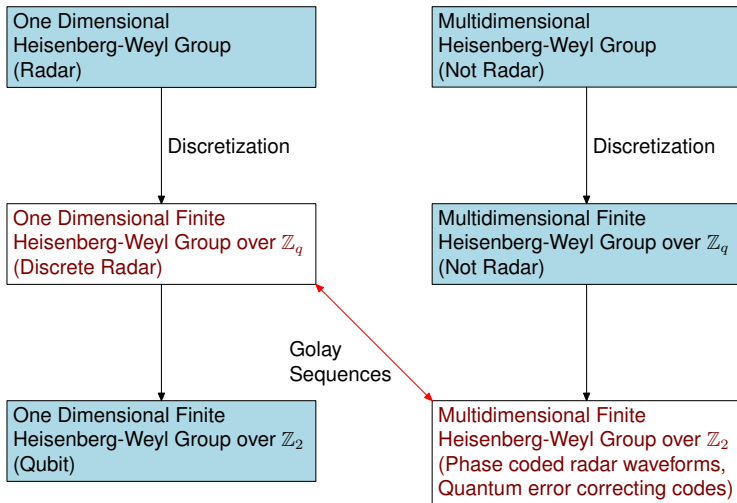 One Dimensional
Heisenberg-Weyl Group
(Radar)
Multidimensional
Heisenberg-Weyl Group
(Not Radar)
Discretization
Discretization
One Dimensional Finite
Heisenberg-Weyl Group over ℤ_q
(Discrete Radar)
Multidimensional Finite
Heisenberg-Weyl Group over ℤ_q
(Not Radar)
Golay
Sequences
One Dimensional Finite
Heisenberg-Weyl Group over ℤ₂
(Qubit)
Multidimensional Finite
Heisenberg-Weyl Group over ℤ₂
(Phase coded radar waveforms,
Quantum error correcting codes)